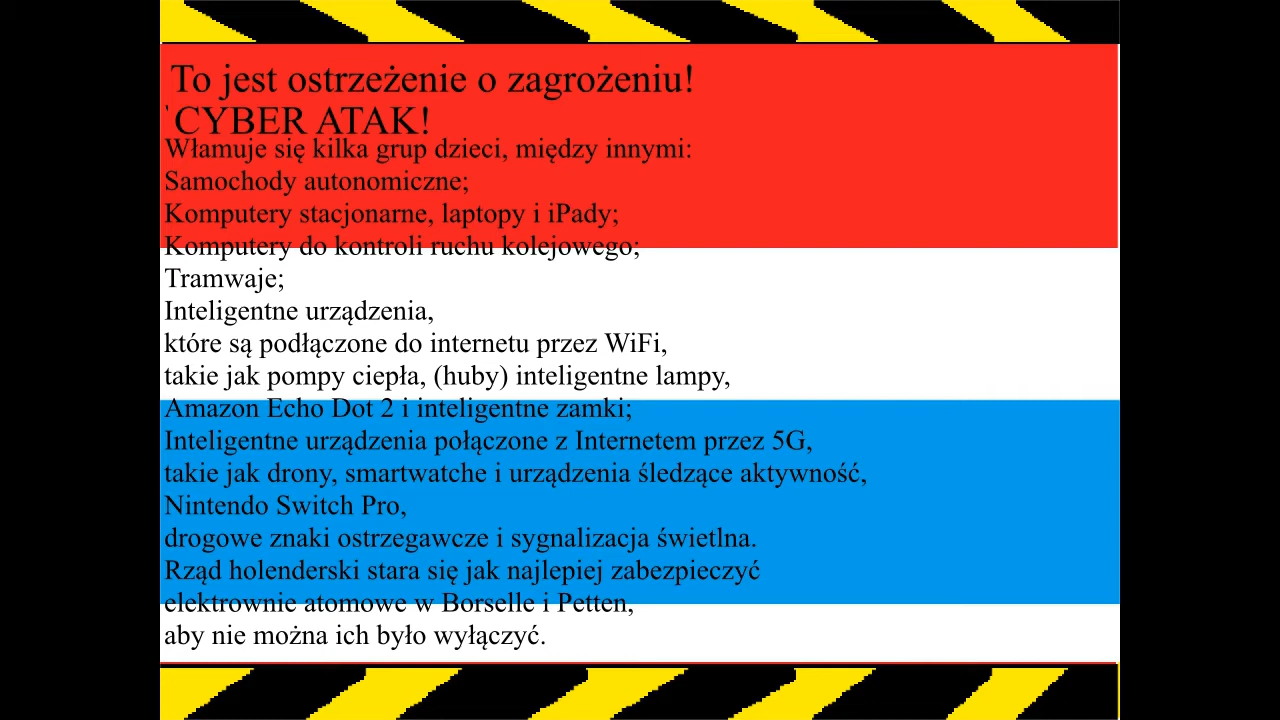 To jest ostrzeżenie o zagrożeniu!
'CYBER ATAK!
Włamuje się kilka grup dzieci, między innymi:
Samochody autonomiczne;
Komputery stacjonarne, laptopy i iPady;
Komputery do kontroli ruchu kolejowego;
Tramwaje;
Inteligentne urządzenia,
które są podłączone do internetu przez WiFi,
takie jak pompy ciepła, (huby) inteligentne lampy,
Amazon Echo Dot 2 i inteligentne zamki;
Inteligentne urządzenia połączone z Internetem przez 5G,
takie jak drony, smartwatche i urządzenia śledzące aktywność,
Nintendo Switch Pro,
drogowe znaki ostrzegawcze i sygnalizacja świetlna.
Rząd holenderski stara się jak najlepiej zabezpieczyć
elektrownie atomowe w Borselle i Petten,
aby nie można ich było wyłączyć.